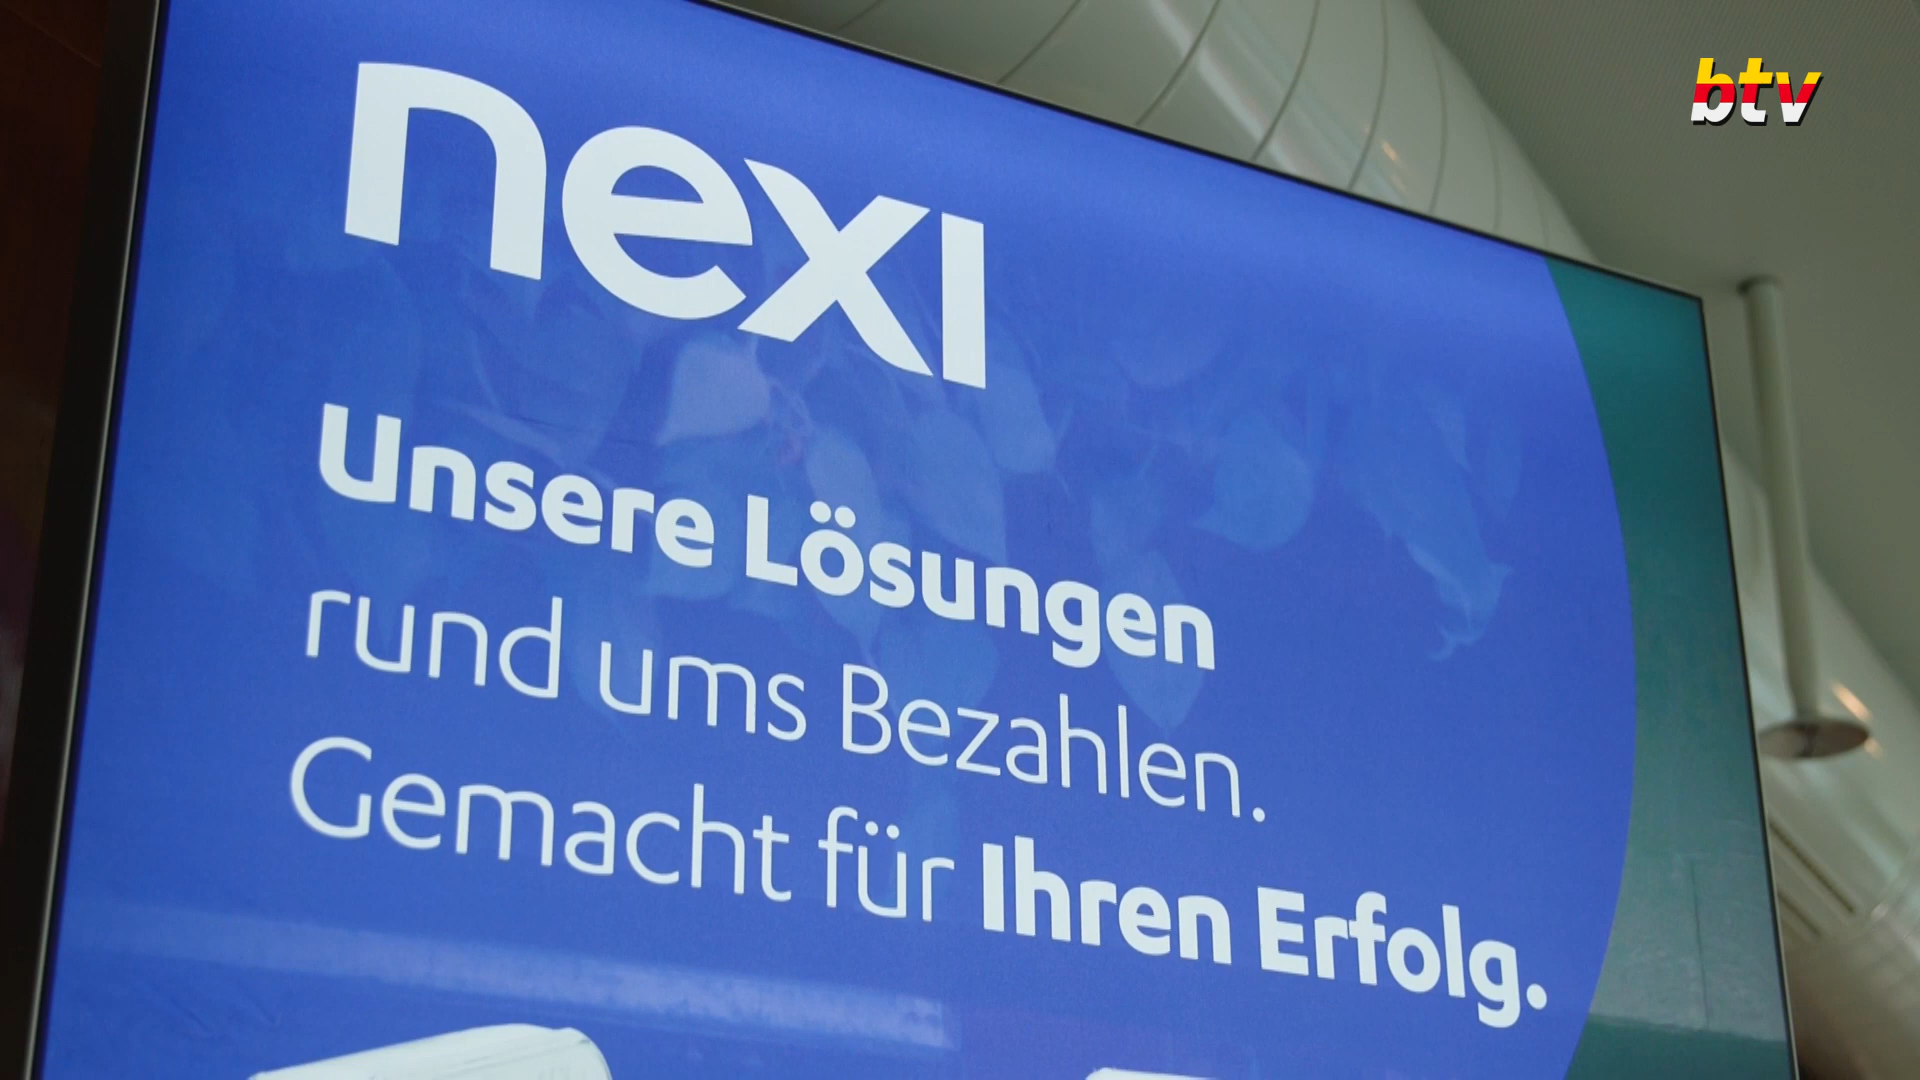 btv
nexi
unsere Lösungen
rund ums Bezahlen.
Gemacht für Ihren Erfolg.